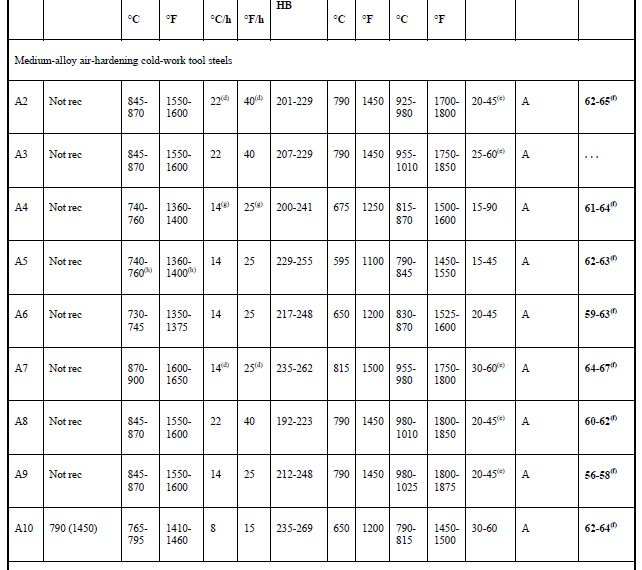 HB
°C °F °C/h °F/h °C °F °C °F
Medium-alloy air-hardening cold-work tool steels
A2 Not rec 845- 1550- 22(d) 40(d) 201-229 790 1450 925- 1700- 20-45(e) A 62-65(f)
870 1600 980 1800
A3 Not rec 845- 1550- 22 40 207-229 790 1450 955- 1750- 25-60(e) A . . .
870 1600 1010 1850
A4 Not rec 740- 1360- 14(g) 25(g) 200-241 675 1250 815- 1500- 15-90 A 61-64(f)
760 1400 870 1600
A5 Not rec 740- 1360- 14 25 229-255 595 1100 790- 1450- 15-45 A 62-63(f)
760(h) 1400(h) 845 1550
A6 Not rec 730- 1350- 14 25 217-248 650 1200 830- 1525- 20-45 A 59-63(f)
745 1375 870 1600
A7 Not rec 870- 1600- 14(d) 25(d) 235-262 815 1500 955- 1750- 30-60(e) A 64-67(f)
900 1650 980 1800
A8 Not rec 845- 1550- 22 40 192-223 790 1450 980- 1800- 20-45(e) A 60-62(f)
870 1600 1010 1850
A9 Not rec 845- 1550- 14 25 212-248 790 1450 980- 1800- 20-45(e) A 56-58(f)
870 1600 1025 1875
A10 790 (1450) 765- 1410- 8 15 235-269 650 1200 790- 1450- 30-60 A 62-64(f)
795 1460 815 1500